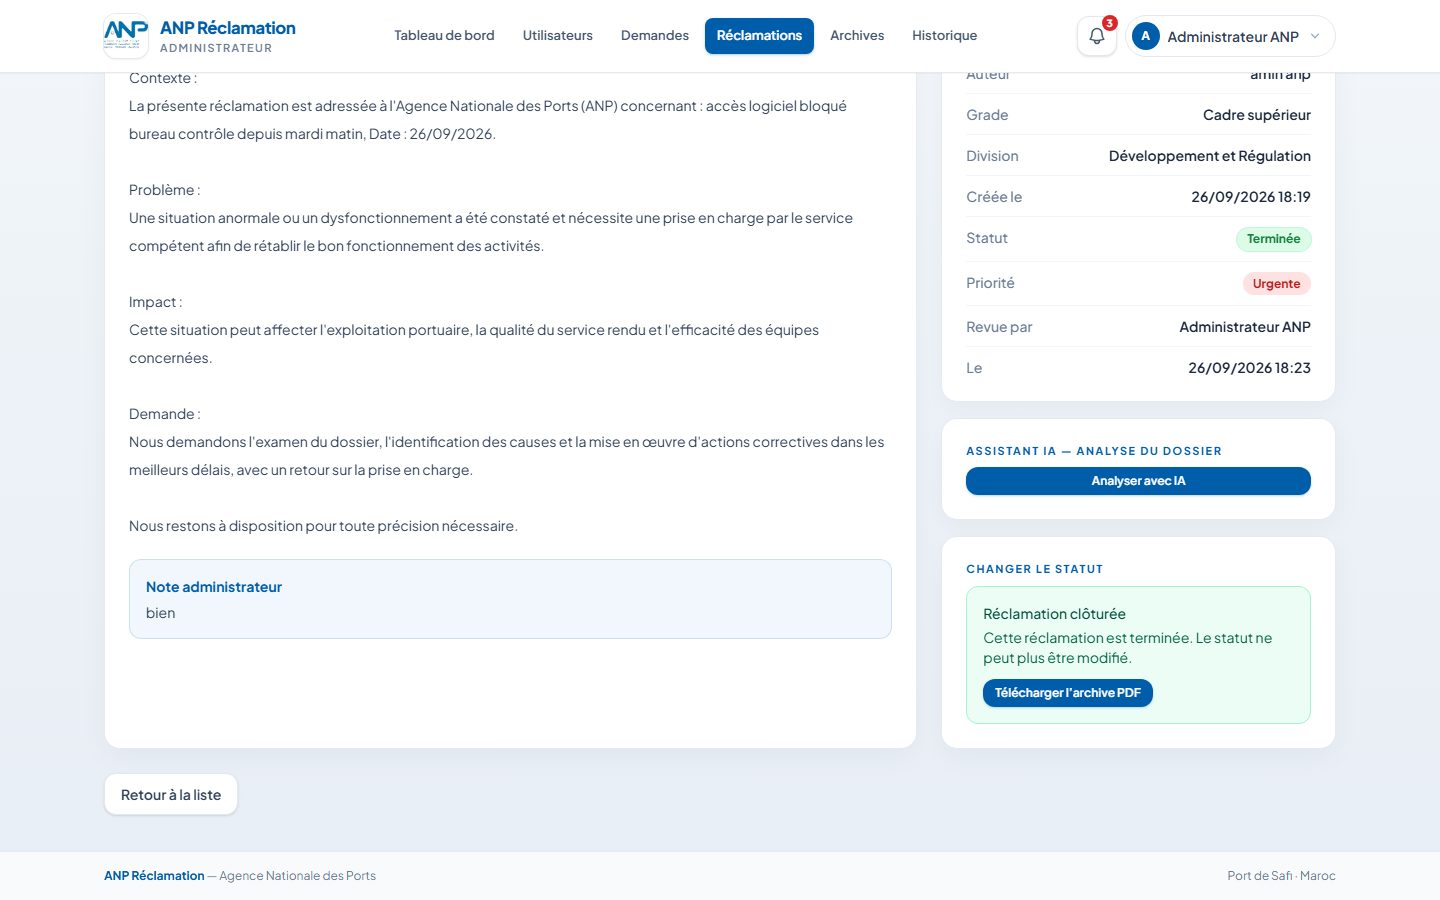 ANP
ANP Réclamation
ADMINISTRATEUR
Tableau de bord
Utilisateurs
Demandes
Réclamations
Archives
Historique
3
A
Administrateur ANP
Contexte :
La présente réclamation est adressée à l'Agence Nationale des Ports (ANP) concernant : accès logiciel bloqué
bureau contrôle depuis mardi matin, Date : 26/09/2026.
Problème :
Une situation anormale ou un dysfonctionnement a été constaté et nécessite une prise en charge par le service
compétent afin de rétablir le bon fonctionnement des activités.
Impact :
Cette situation peut affecter l'exploitation portuaire, la qualité du service rendu et l'efficacité des équipes
concernées.
Demande :
Nous demandons l'examen du dossier, l'identification des causes et la mise en œuvre d'actions correctives dans les
meilleurs délais, avec un retour sur la prise en charge.
Nous restons à disposition pour toute précision nécessaire.
Note administrateur
bien
Auteur amin anp
Grade Cadre supérieur
Division Développement et Régulation
Créée le 26/09/2026 18:19
Statut Terminée
Priorité Urgente
Revue par Administrateur ANP
Le 26/09/2026 18:23
ASSISTANT IA — ANALYSE DU DOSSIER
Analyser avec IA
CHANGER LE STATUT
Réclamation clôturée
Cette réclamation est terminée. Le statut ne
peut plus être modifié.
Télécharger l'archive PDF
Retour à la liste
ANP Réclamation — Agence Nationale des Ports
Port de Safi · Maroc